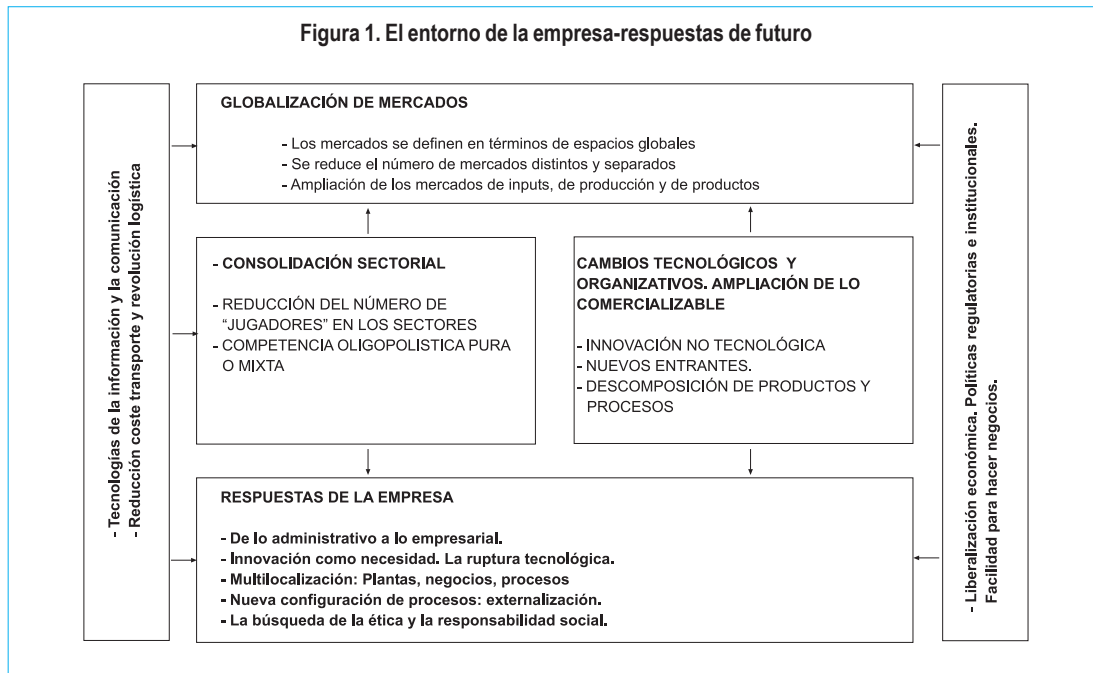 Figura 1. El entorno de la empresa-respuestas de futuro
- Tecnologías de la información y la comunicación
- Reducción coste transporte y revolución logística
GLOBALIZACIÓN DE MERCADOS
- Los mercados se definen en términos de espacios globales
- Se reduce el número de mercados distintos y separados
- Ampliación de los mercados de inputs, de producción y de productos
- CONSOLIDACIÓN SECTORIAL
- REDUCCIÓN DEL NÚMERO DE
“JUGADORES” EN LOS SECTORES
- COMPETENCIA OLIGOPOLISTICA PURA
O MIXTA
CAMBIOS TECNOLÓGICOS Y
ORGANIZATIVOS. AMPLIACIÓN DE LO
COMERCIALIZABLE
- INNOVACIÓN NO TECNOLÓGICA
- NUEVOS ENTRANTES.
- DESCOMPOSICIÓN DE PRODUCTOS Y
PROCESOS
RESPUESTAS DE LA EMPRESA
- De lo administrativo a lo empresarial.
- Innovación como necesidad. La ruptura tecnológica.
- Multilocalización: Plantas, negocios, procesos
- Nueva configuración de procesos: externalización.
- La búsqueda de la ética y la responsabilidad social.
- Liberalización económica. Políticas regulatorias e institucionales.
Facilidad para hacer negocios.